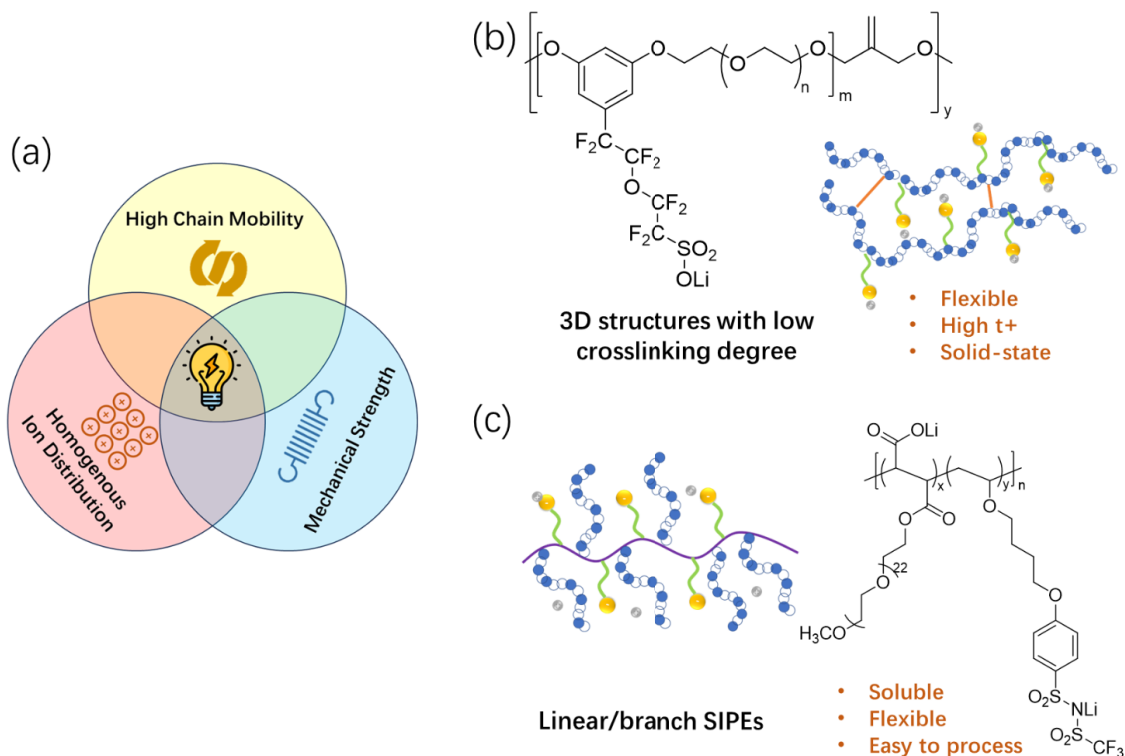 (a)
High Chain Mobility
Homogenous
Ion Distribution
Mechanical Strength
(b)
O
O
O
O
O
n
m
y
F₂C
CF₂
C
F₂
O
CF₂
F₂C
SO₂
OLi
3D structures with low
crosslinking degree
• Flexible
• High t+
• Solid-state
(c)
Linear/branch SIPEs
O
OLi
x
y
n
O
O
O
O
22
O
H₃CO
O₂S
NLi
O₂S
CF₃
• Soluble
• Flexible
• Easy to process